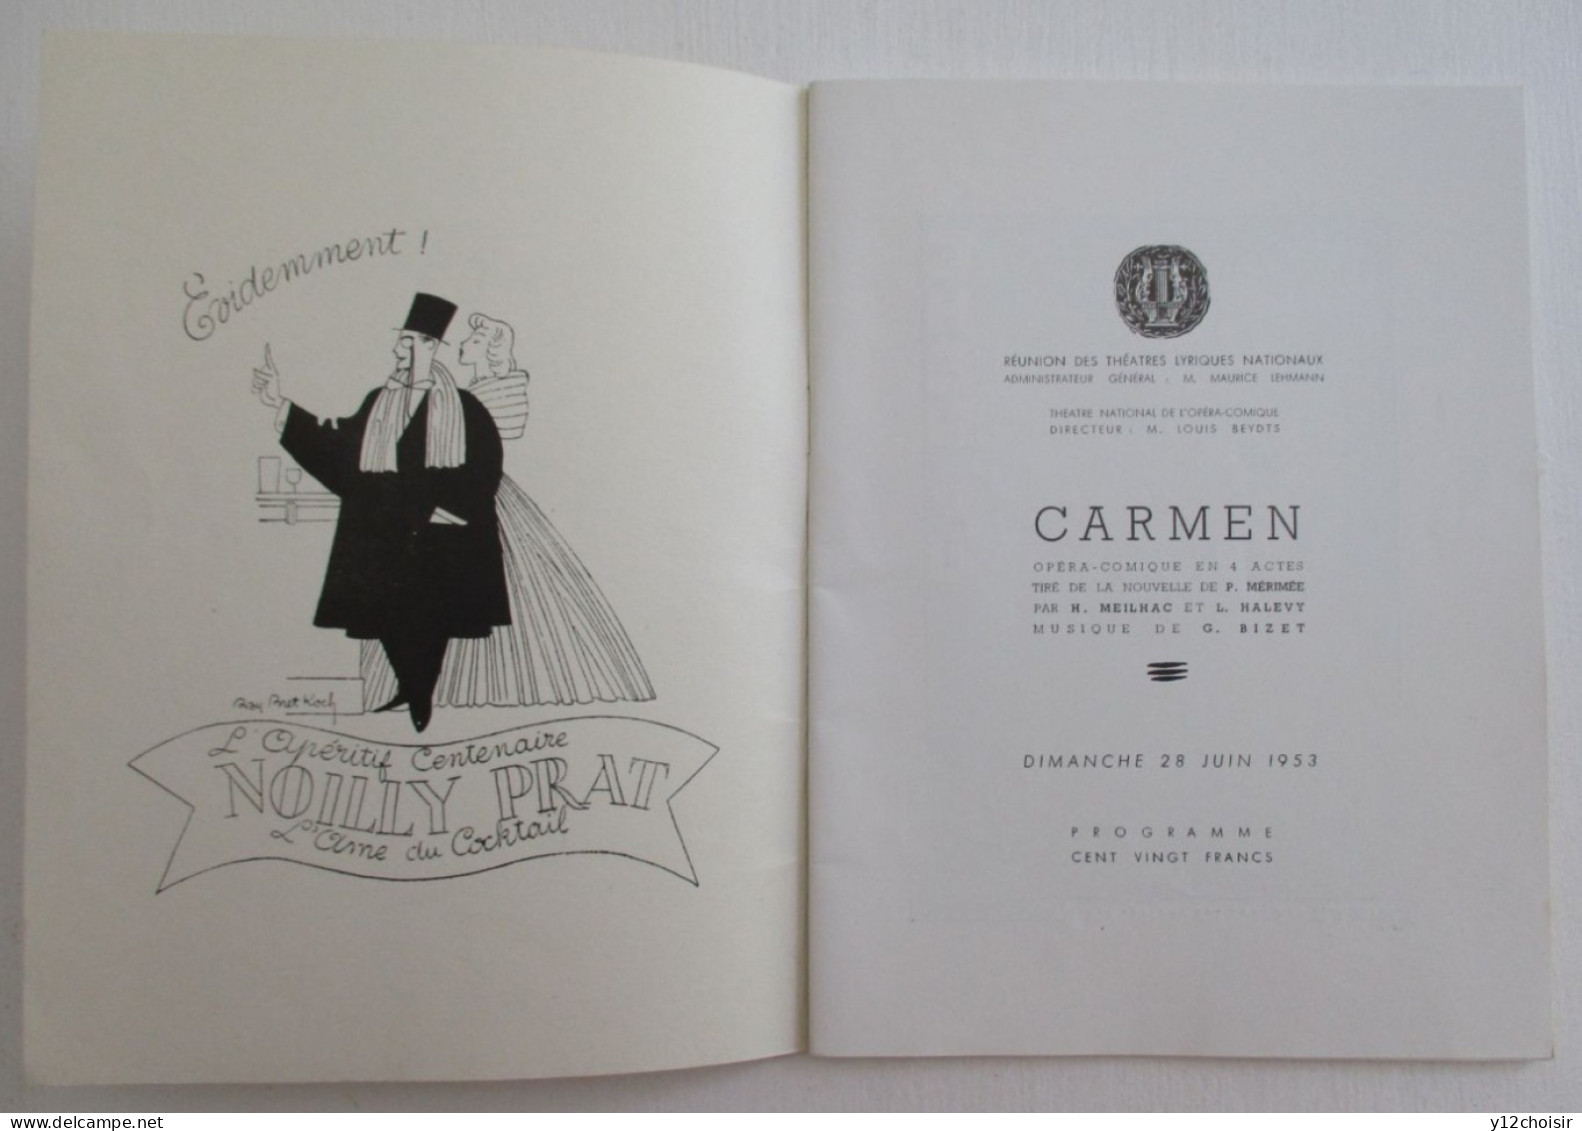 Évidemment !
Ray Bret Koch
L'Apéritif Centenaire
NOILLY PRAT
L'Ame du Cocktail
RÉUNION DES THÉATRES LYRIQUES NATIONAUX
ADMINISTRATEUR GÉNÉRAL : M. MAURICE LEHMANN
THEATRE NATIONAL DE L'OPÉRA-COMIQUE
DIRECTEUR : M. LOUIS BEYDTS
CARMEN
OPÉRA-COMIQUE EN 4 ACTES
TIRÉ DE LA NOUVELLE DE P. MÉRIMÉE
PAR H. MEILHAC ET L. HALEVY
MUSIQUE DE G. BIZET
DIMANCHE 28 JUIN 1953
PROGRAMME
CENT VINGT FRANCS
y12choisir